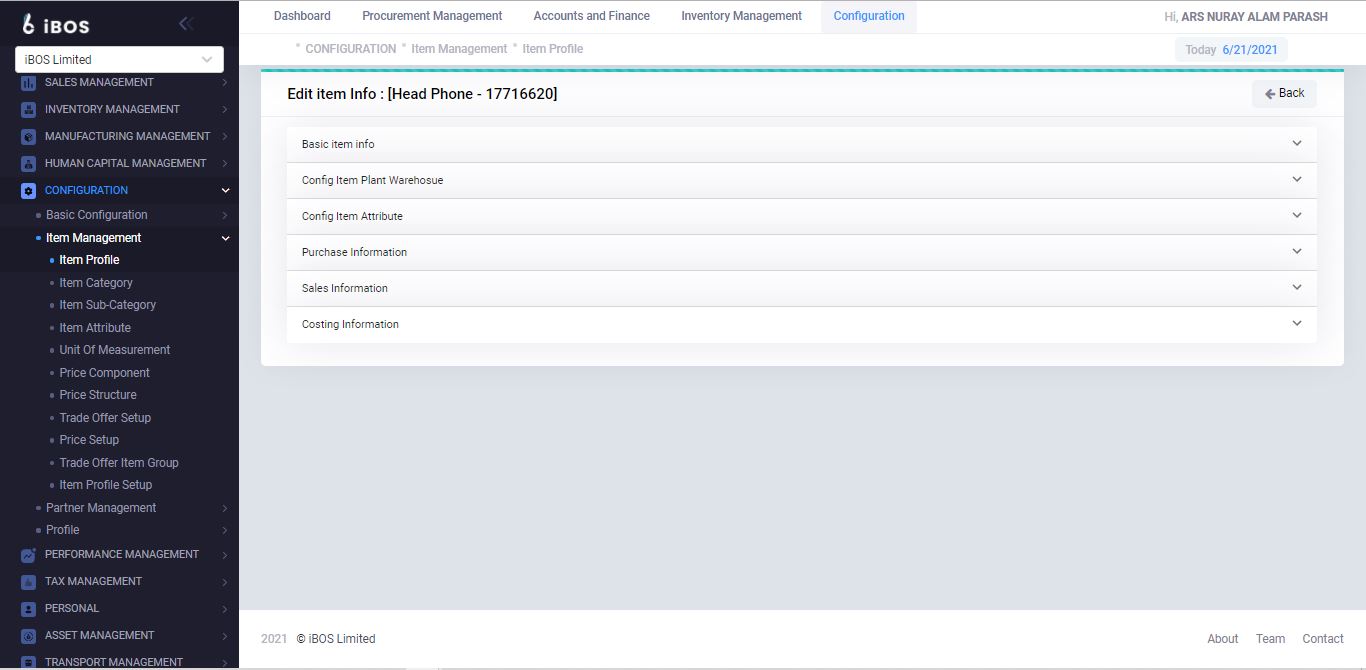 iBOS
iBOS Limited
SALES MANAGEMENT
INVENTORY MANAGEMENT
MANUFACTURING MANAGEMENT
HUMAN CAPITAL MANAGEMENT
CONFIGURATION
Basic Configuration
Item Management
Item Profile
Item Category
Item Sub-Category
Item Attribute
Unit Of Measurement
Price Component
Price Structure
Trade Offer Setup
Price Setup
Trade Offer Item Group
Item Profile Setup
Partner Management
Profile
PERFORMANCE MANAGEMENT
TAX MANAGEMENT
PERSONAL
ASSET MANAGEMENT
TRANSPORT MANAGEMENT
Dashboard Procurement Management Accounts and Finance Inventory Management Configuration Hi, ARS NURAY ALAM PARASH
CONFIGURATION Item Management Item Profile Today 6/21/2021
Edit item Info : [Head Phone - 17716620] Back
Basic item info
Config Item Plant Warehosue
Config Item Attribute
Purchase Information
Sales Information
Costing Information
2021 © iBOS Limited About Team Contact